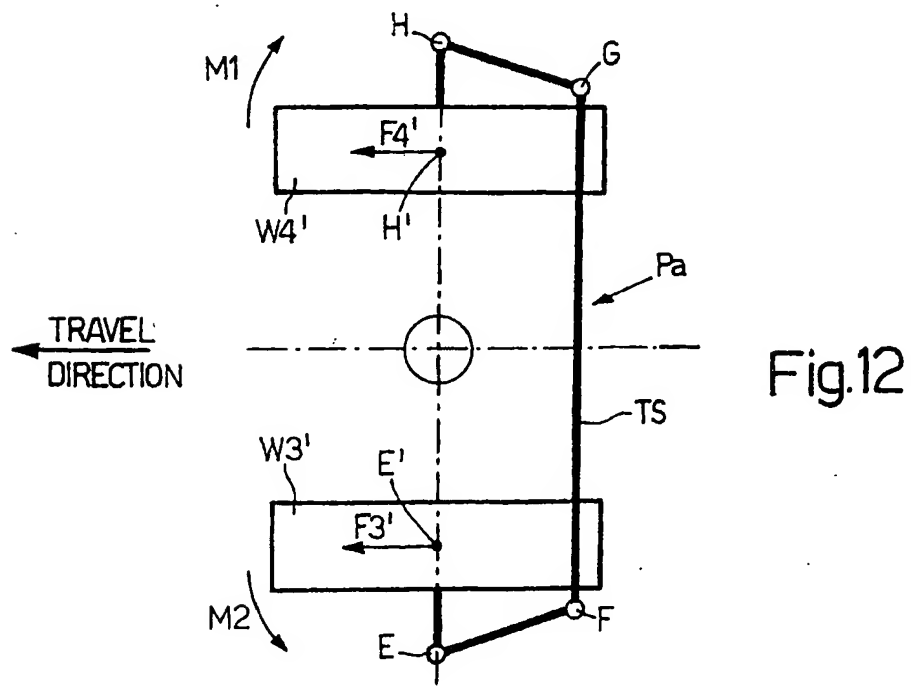 H
G
M1
F4'
W4'
H'
Pa
TRAVEL
DIRECTION
Fig.12
TS
W3'
E'
F3'
M2
E
F